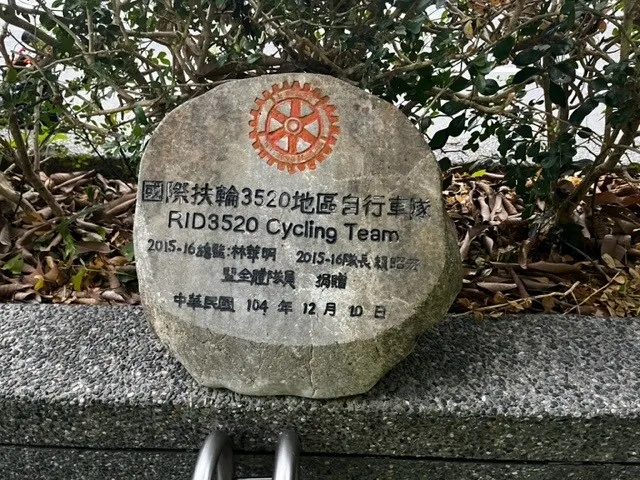 國際扶輪3520地區自行車隊
RID3520 Cycling Team
2015-16總監:林華明 2015-16隊長賴昭
暨全體隊員 捐贈
中華民國 104 年 12 月 10 日